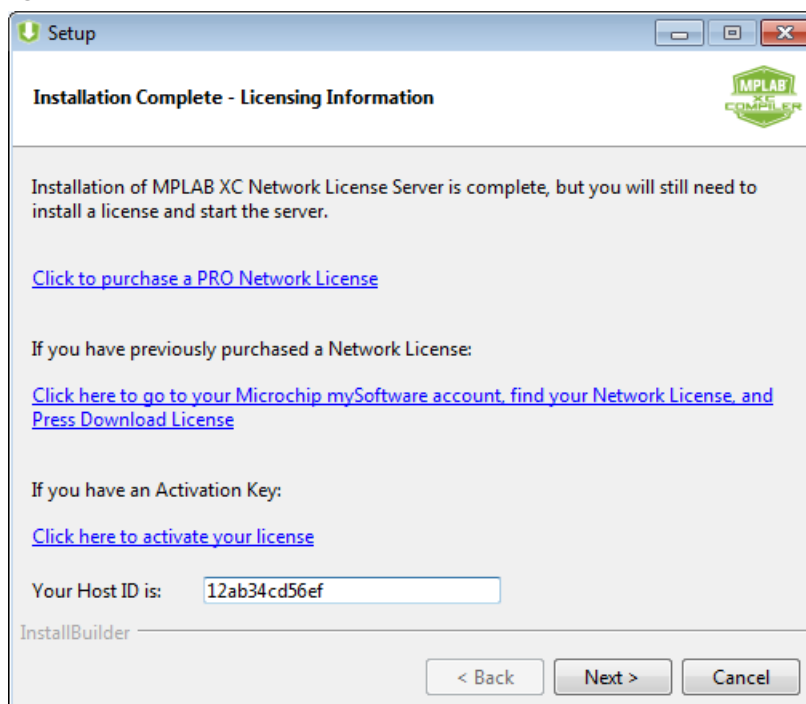 Setup
Installation Complete - Licensing Information
MPLAB
XC
COMPILER
Installation of MPLAB XC Network License Server is complete, but you will still need to
install a license and start the server.
Click to purchase a PRO Network License
If you have previously purchased a Network License:
Click here to go to your Microchip mySoftware account, find your Network License, and
Press Download License
If you have an Activation Key:
Click here to activate your license
Your Host ID is: 12ab34cd56ef
InstallBuilder
< Back Next > Cancel